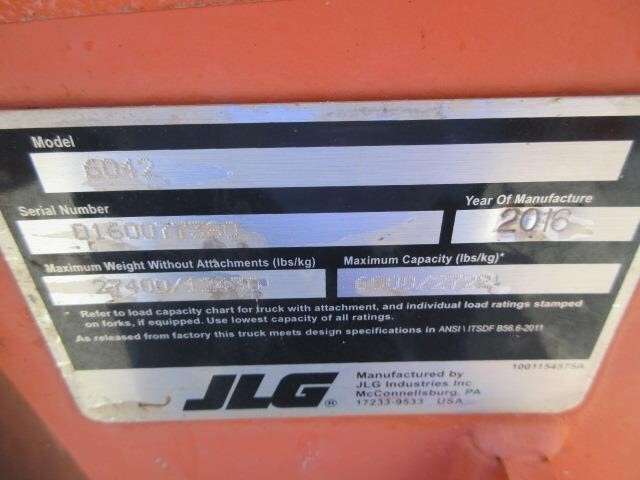 Model
6042
Serial Number
Year Of Manufacture
2016
Maximum Weight Without Attachments (lbs/kg)
Maximum Capacity (lbs/kg)*
* Refer to load capacity chart for truck with attachment, and individual load ratings stamped
on forks, if equipped. Use lowest capacity of all ratings.
As released from factory this truck meets design specifications in ANSI \ ITSDF B56.6-2011
1001154575A
JLG®
Manufactured by
JLG Industries Inc
McConnellsburg, PA
17233-9533 USA